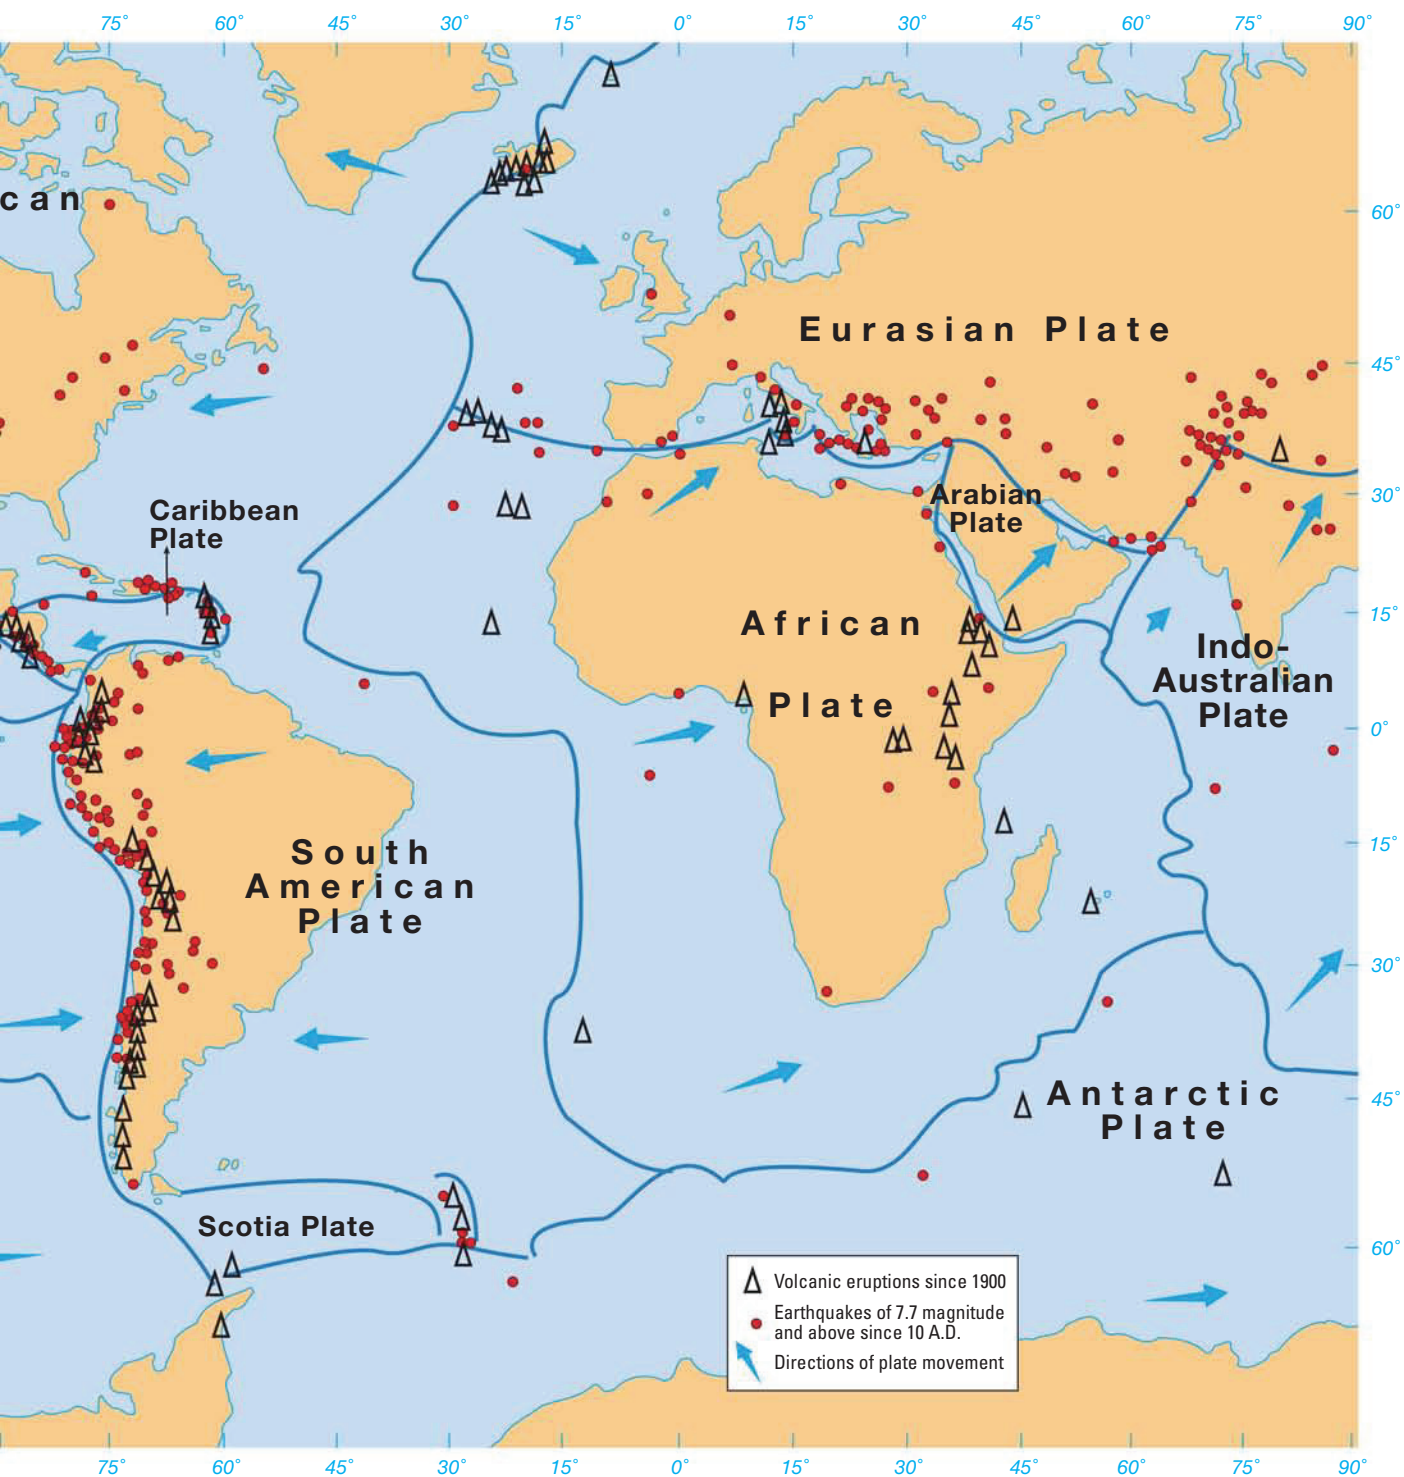 75° 60° 45° 30° 15° 0° 15° 30° 45° 60° 75° 90°
can
60°
Eurasian Plate
45°
30°
Arabian
Plate
Caribbean
Plate
15°
African
Plate
Indo-
Australian
Plate
0°
South
American
Plate
15°
30°
Antarctic
Plate
45°
Scotia Plate
60°
Volcanic eruptions since 1900
Earthquakes of 7.7 magnitude
and above since 10 A.D.
Directions of plate movement
75° 60° 45° 30° 15° 0° 15° 30° 45° 60° 75° 90°